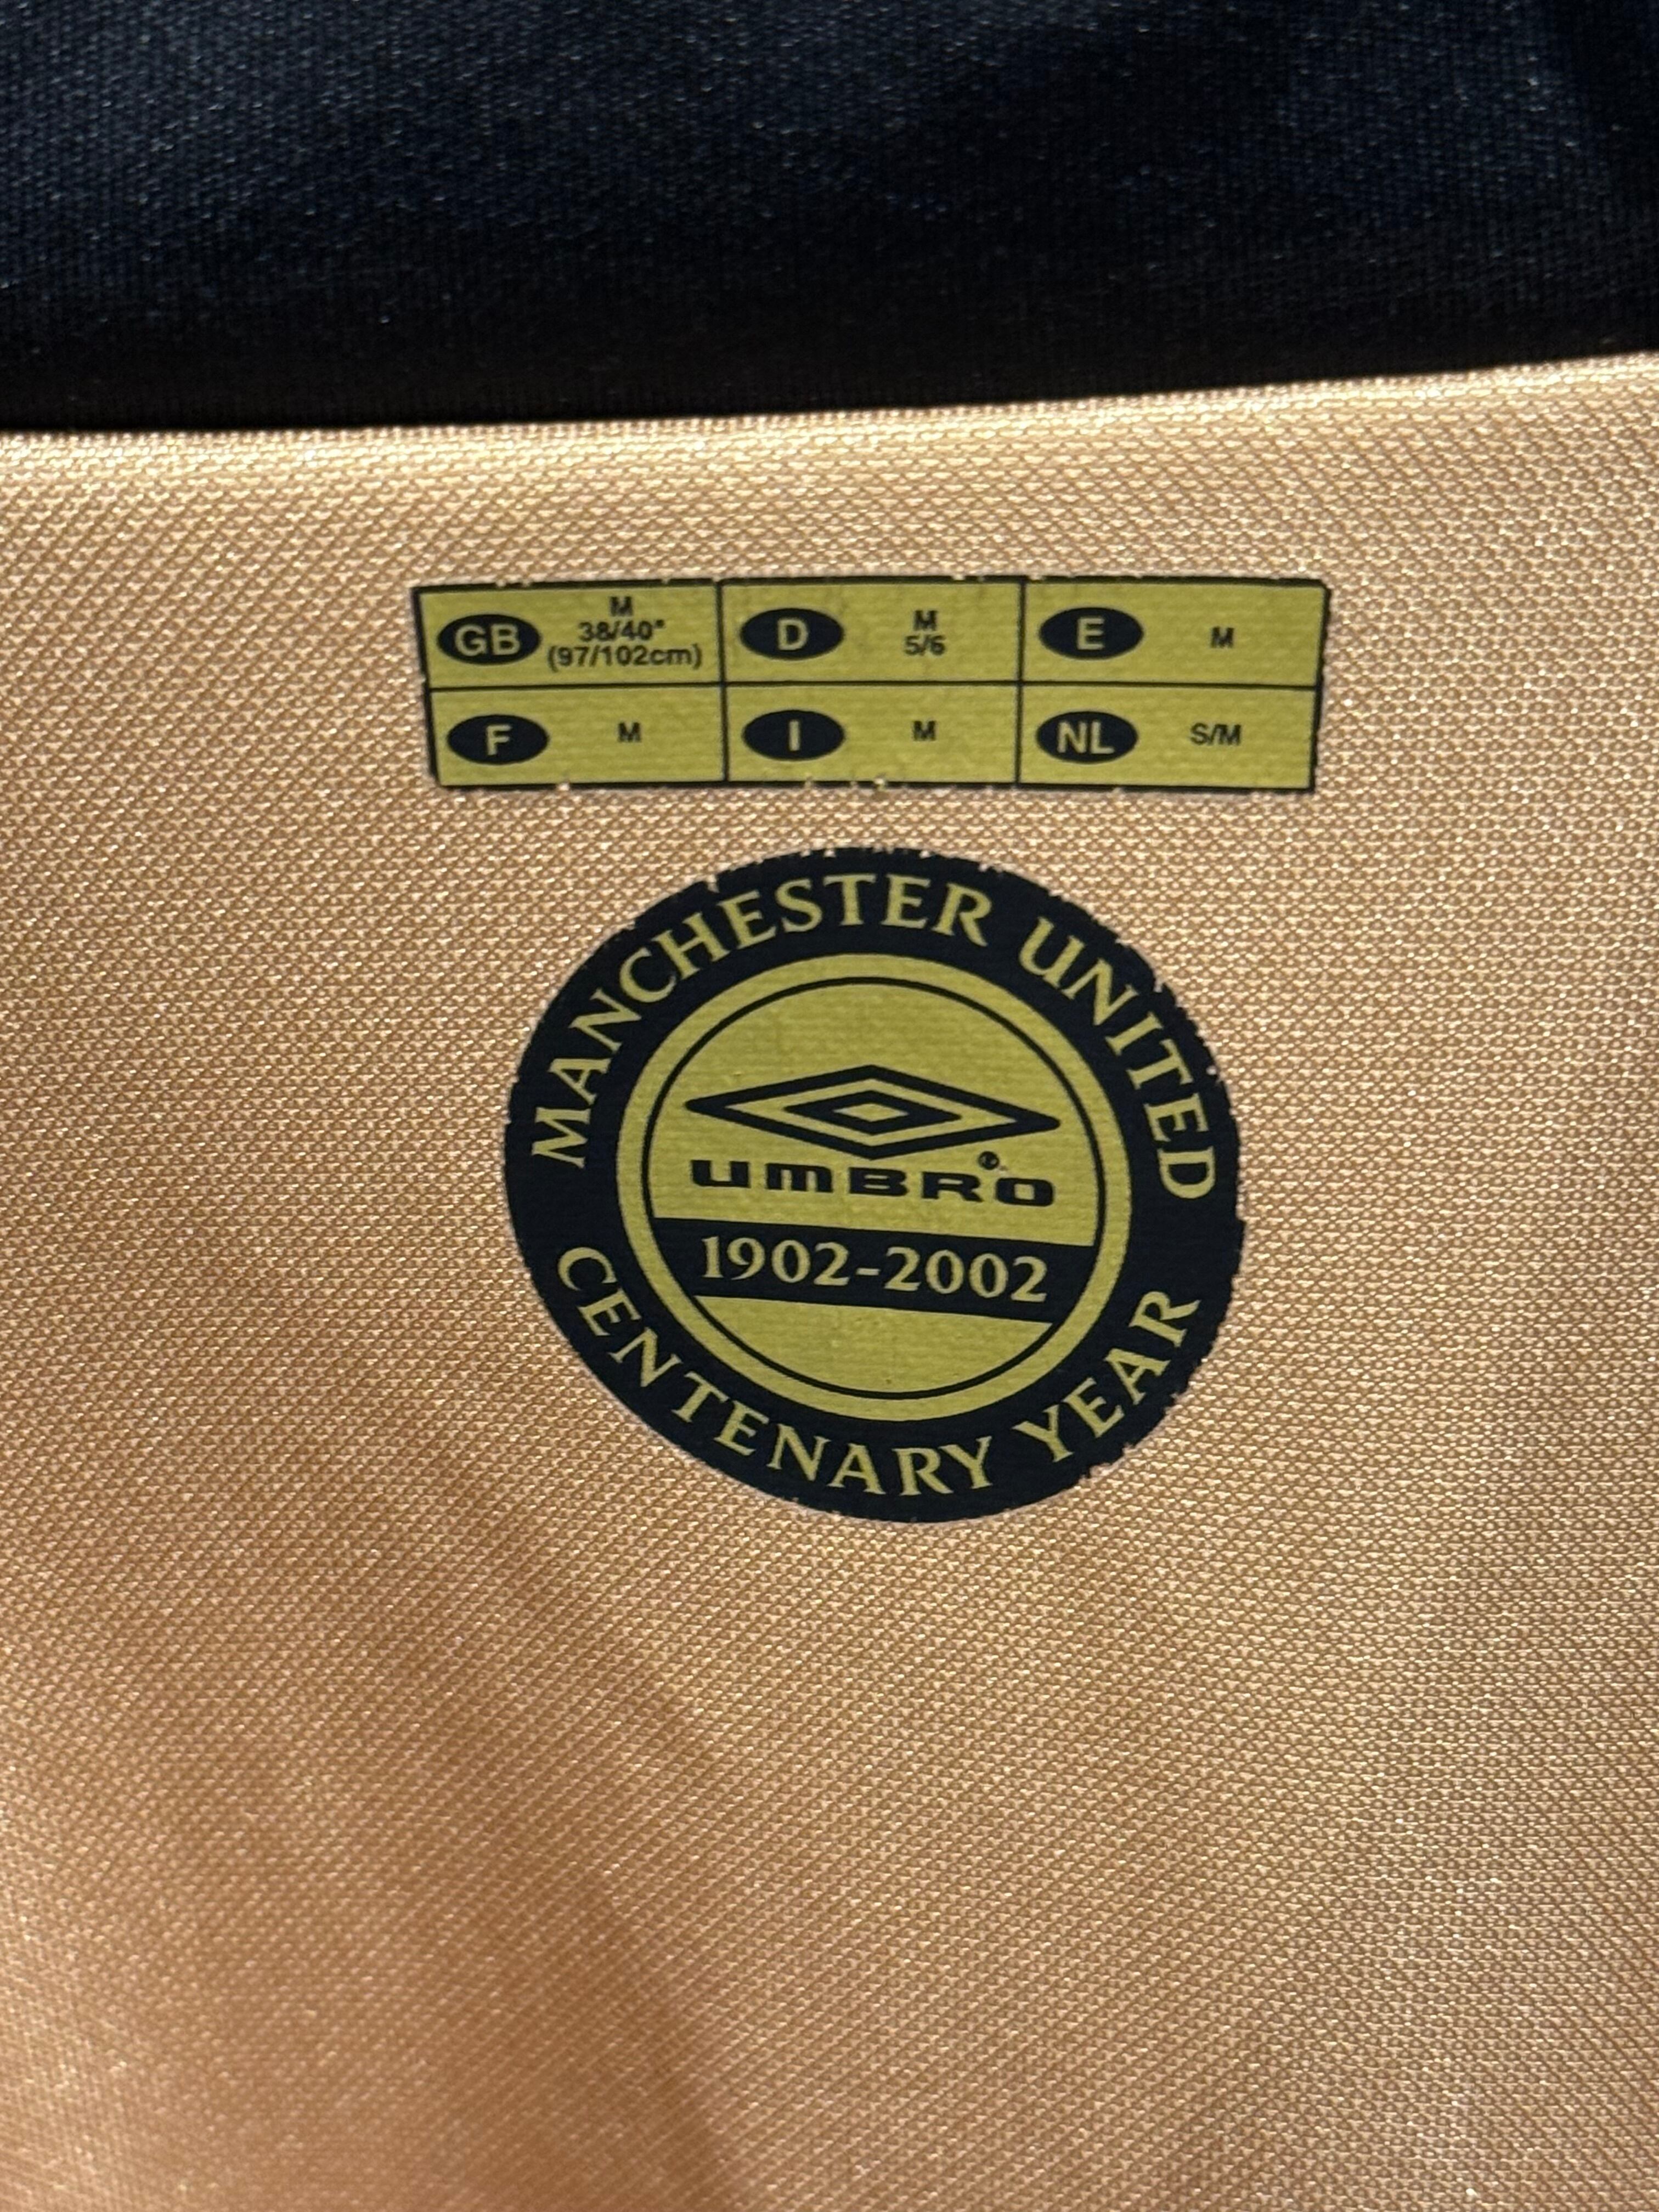 GB M 38/40"
(97/102cm)
D M 5/6
E M
F M
I M
NL S/M
MANCHESTER UNITED
UMBRO®
1902-2002
CENTENARY YEAR